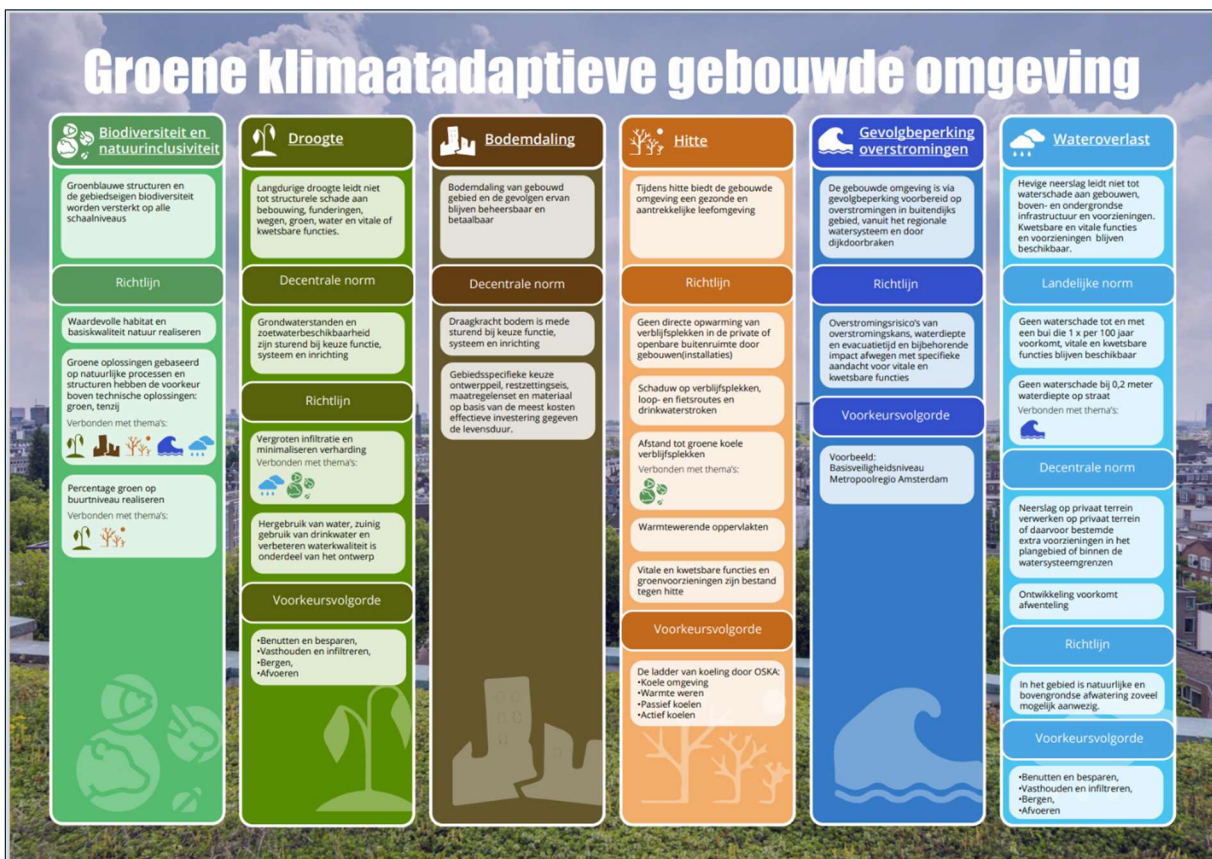 Groene klimaatadaptieve gebouwde omgeving
Biodiversiteit en
natuurinclusiviteit
Groenblauwe structuren en
de gebiedseigen biodiversiteit
worden versterkt op alle
schaalniveaus
Richtlijn
Waardevolle habitat en
basiskwaliteit natuur realiseren
Groene oplossingen gebaseerd
op natuurlijke processen en
structuren hebben de voorkeur
boven technische oplossingen:
groen, tenzij
Verbonden met thema's:
Percentage groen op
buurtniveau realiseren
Verbonden met thema's:
Droogte
Langdurige droogte leidt niet
tot structurele schade aan
bebouwing, funderingen,
wegen, groen, water en vitale of
kwetsbare functies.
Decentrale norm
Grondwaterstanden en
zoetwaterbeschikbaarheid
zijn sturend bij keuze functie,
systeem en inrichting
Richtlijn
Vergroten infiltratie en
minimaliseren verharding
Verbonden met thema's:
Hergebruik van water, zuinig
gebruik van drinkwater en
verbeteren waterkwaliteit is
onderdeel van het ontwerp
Voorkeursvolgorde
•Benutten en besparen,
•Vasthouden en infiltreren,
•Bergen,
•Afvoeren
Bodemdaling
Bodemdaling van gebouwd
gebied en de gevolgen ervan
blijven beheersbaar en
betaalbaar
Decentrale norm
Draagkracht bodem is mede
sturend bij keuze functie,
systeem en inrichting
Gebiedsspecifieke keuze
ontwerppeil, restzettingseis,
maatregelenset en materiaal
op basis van de meest kosten
effectieve investering gegeven
de levensduur.
Hitte
Tijdens hitte biedt de gebouwde
omgeving een gezonde en
aantrekkelijke leefomgeving
Richtlijn
Geen directe opwarming van
verblijfsplekken in de private of
openbare buitenruimte door
gebouwen(installaties)
Schaduw op verblijfsplekken,
loop- en fietsroutes en
drinkwaterstroken
Afstand tot groene koele
verblijfsplekken
Verbonden met thema's:
Warmtewerende oppervlakten
Vitale en kwetsbare functies en
groenvoorzieningen zijn bestand
tegen hitte
Voorkeursvolgorde
De ladder van koeling door OSKA:
•Koele omgeving
•Warmte weren
•Passief koelen
•Actief koelen
Gevolgbeperking
overstromingen
De gebouwde omgeving is via
gevolgbeperking voorbereid op
overstromingen in buitendijks
gebied, vanuit het regionale
watersysteem en door
dijkdoorbraken
Richtlijn
Overstromingsrisico's van
overstromingskans, waterdiepte
en evacuatietijd en bijbehorende
impact afwegen met specifieke
aandacht voor vitale en
kwetsbare functies
Voorkeursvolgorde
Voorbeeld:
Basisveiligheidsniveau
Metropoolregio Amsterdam
Wateroverlast
Hevige neerslag leidt niet tot
waterschade aan gebouwen,
boven- en ondergrondse
infrastructuur en voorzieningen.
Kwetsbare en vitale functies
en voorzieningen blijven
beschikbaar.
Landelijke norm
Geen waterschade tot en met
een bui die 1 x per 100 jaar
voorkomt, vitale en kwetsbare
functies blijven beschikbaar
Geen waterschade bij 0,2 meter
waterdiepte op straat
Verbonden met thema's:
Decentrale norm
Neerslag op privaat terrein
verwerken op privaat terrein
of daarvoor bestemde
extra voorzieningen in het
plangebied of binnen de
watersysteemgrenzen
Ontwikkeling voorkomt
afwenteling
Richtlijn
In het gebied is natuurlijke en
bovengrondse afwatering zoveel
mogelijk aanwezig.
Voorkeursvolgorde
•Benutten en besparen,
•Vasthouden en infiltreren,
•Bergen,
•Afvoeren